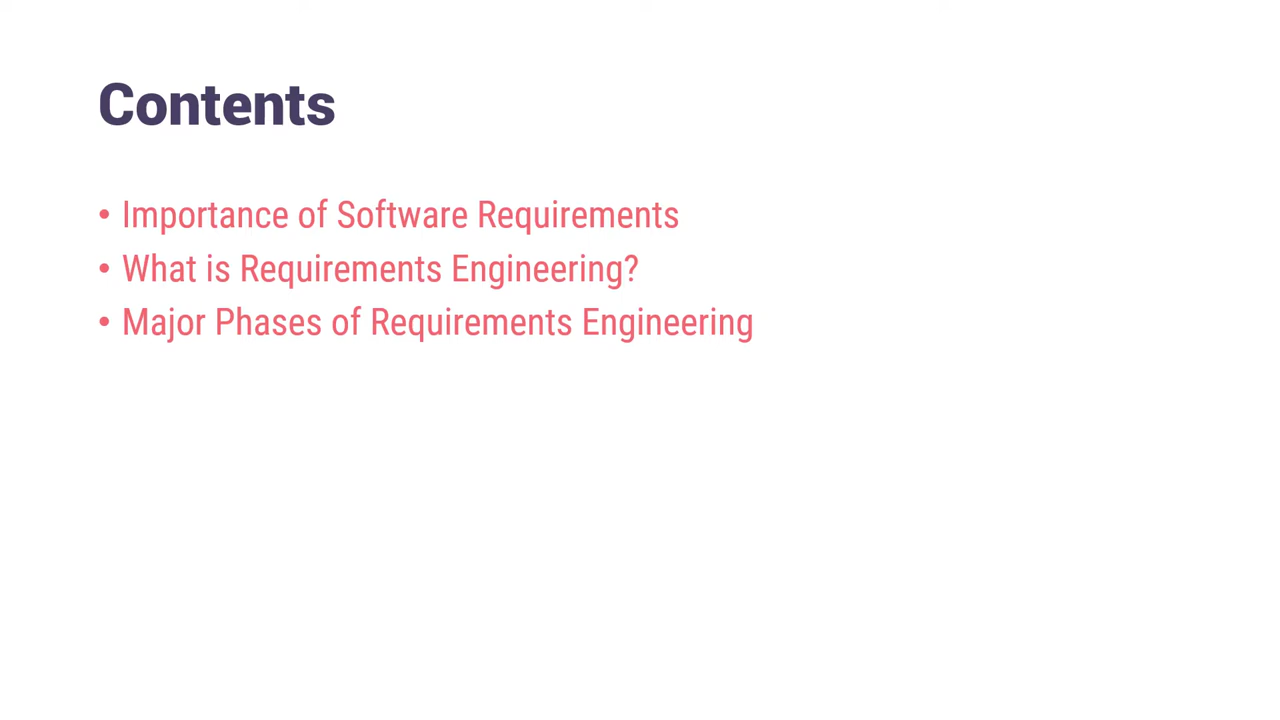 Contents
• Importance of Software Requirements
• What is Requirements Engineering?
• Major Phases of Requirements Engineering